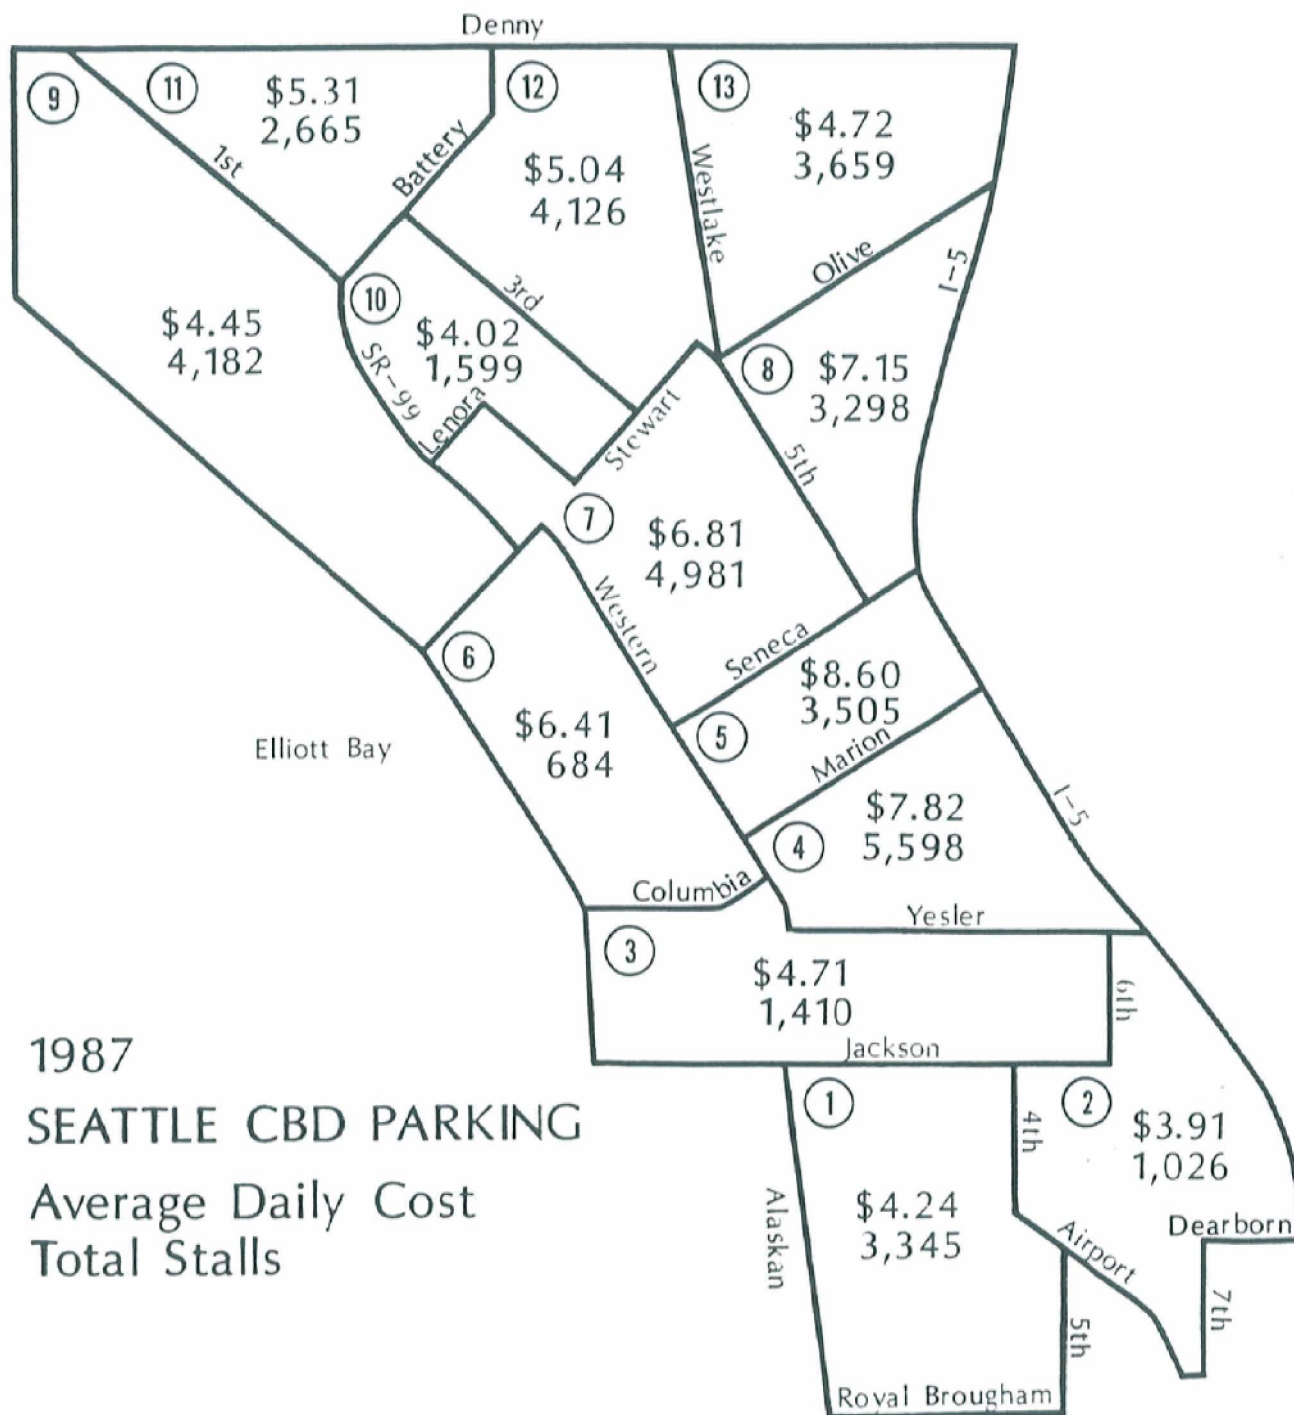 Denny
9
11
$5.31
2,665
12
13
$4.72
3,659
1st
Battery
$5.04
4,126
Westlake
Olive
I-5
10
3rd
$4.45
4,182
$4.02
1,599
SR-99
Lenora
Stewart
8
$7.15
3,298
5th
7
$6.81
4,981
Western
Seneca
6
$6.41
684
Elliott Bay
5
$8.60
3,505
Marion
4
$7.82
5,598
I-5
Columbia
Yesler
3
$4.71
1,410
6th
Jackson
1987
SEATTLE CBD PARKING
Average Daily Cost
Total Stalls
1
$4.24
3,345
Alaskan
4th
2
$3.91
1,026
Airport
Dearborn
7th
5th
Royal Brougham